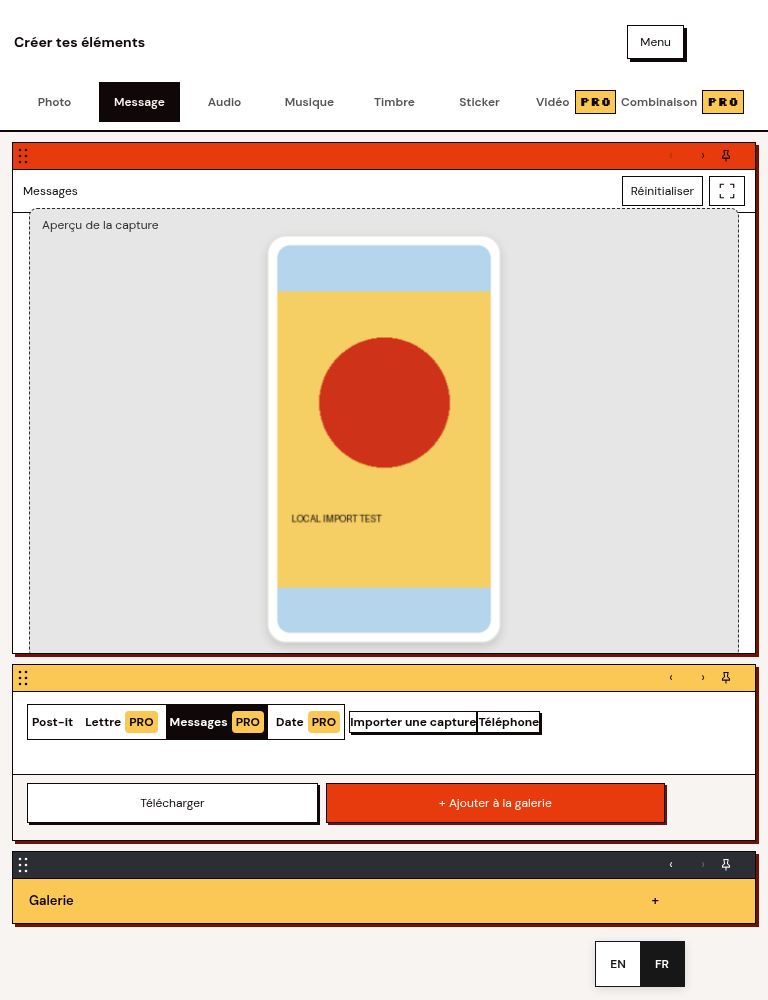 Créer tes éléments
Menu
Photo
Message
Audio
Musique
Timbre
Sticker
Vidéo PRO
Combinaison PRO
Messages
Réinitialiser
Aperçu de la capture
LOCAL IMPORT TEST
Post-it
Lettre PRO
Messages PRO
Date PRO
Importer une capture
Téléphone
Télécharger
+ Ajouter à la galerie
Galerie
+
EN
FR